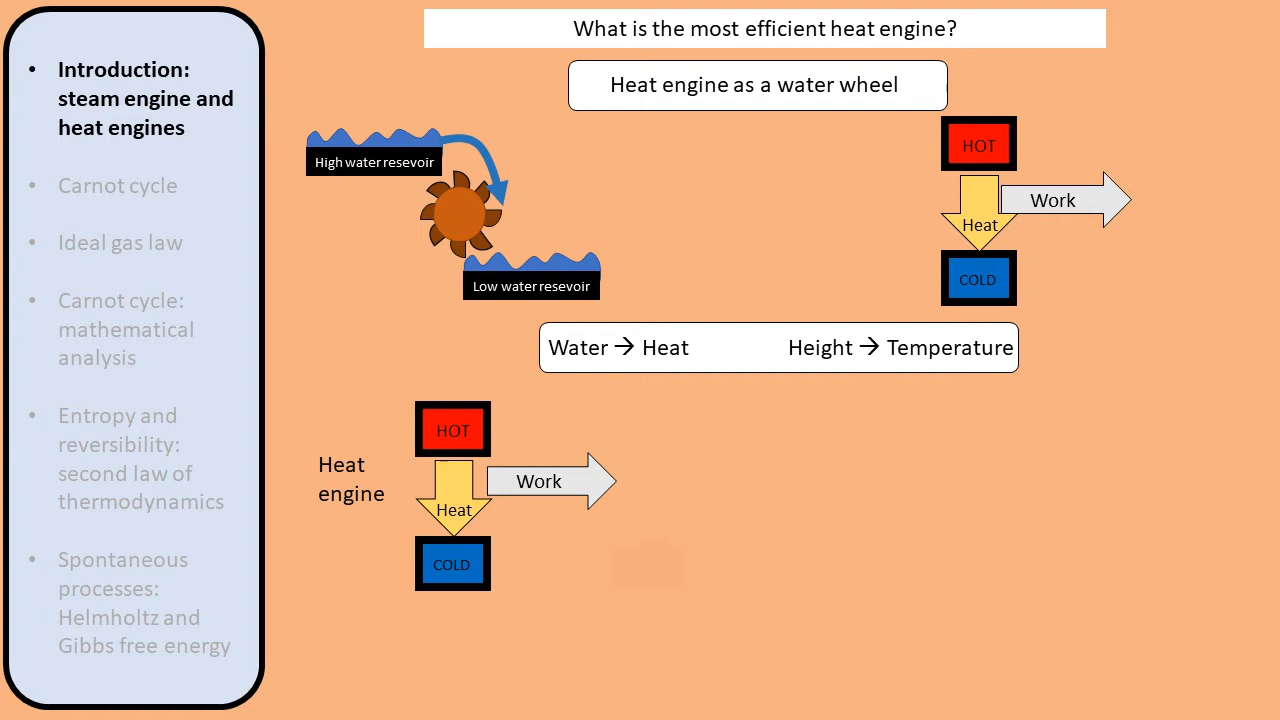 • Introduction:
steam engine and
heat engines
• Carnot cycle
• Ideal gas law
• Carnot cycle:
mathematical
analysis
• Entropy and
reversibility:
second law of
thermodynamics
• Spontaneous
processes:
Helmholtz and
Gibbs free energy
What is the most efficient heat engine?
Heat engine as a water wheel
High water resevoir
Low water resevoir
HOT
Work
Heat
COLD
Water → Heat Height → Temperature
Heat
engine
HOT
Work
Heat
COLD